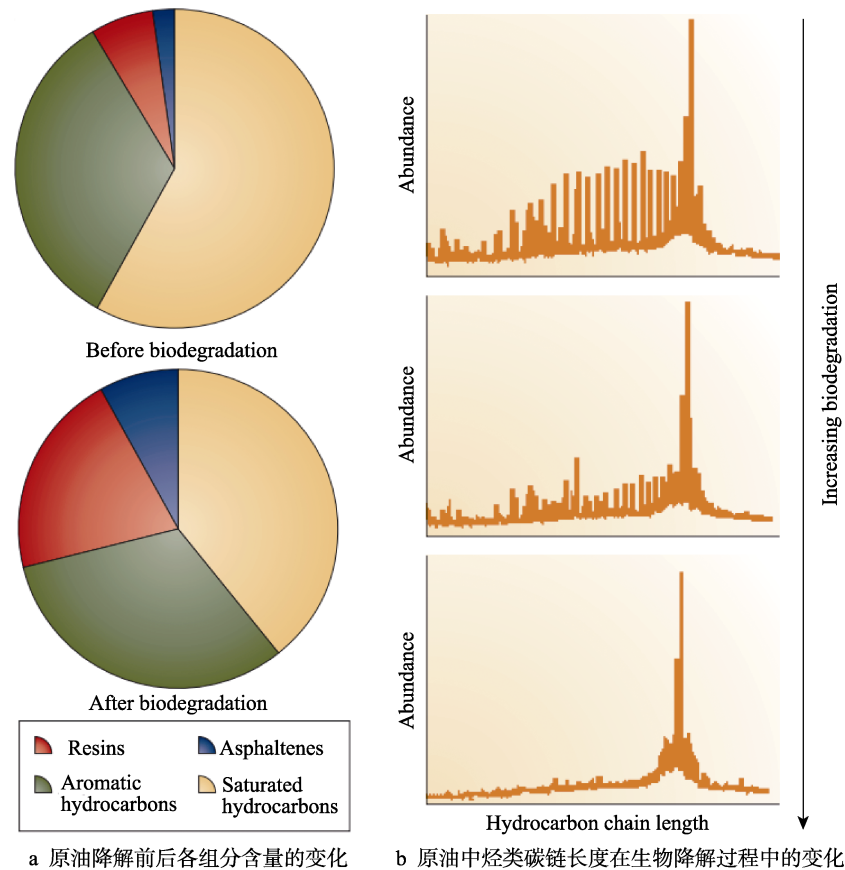 Before biodegradation
After biodegradation
Resins
Asphaltenes
Aromatic
hydrocarbons
Saturated
hydrocarbons
a 原油降解前后各组分含量的变化
Abundance
Abundance
Abundance
Hydrocarbon chain length
Increasing biodegradation
b 原油中烃类碳链长度在生物降解过程中的变化